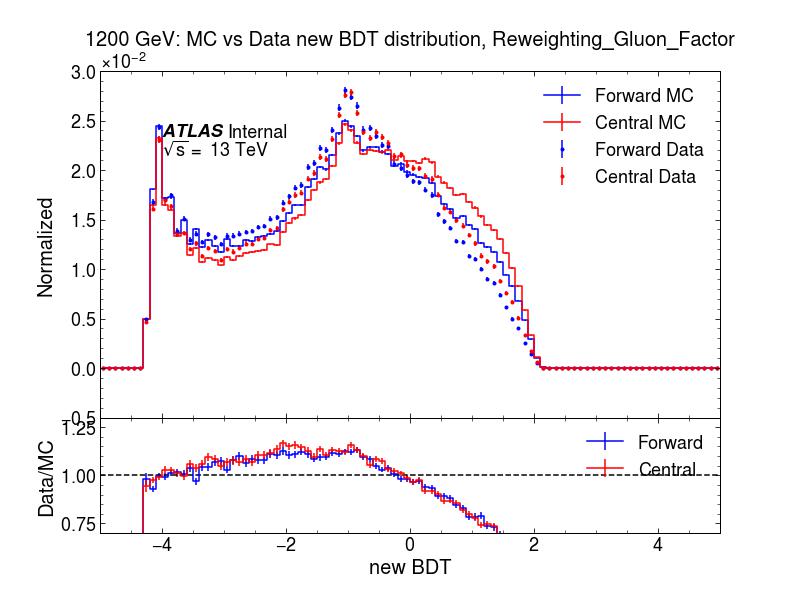 1200 GeV: MC vs Data new BDT distribution, Reweighting_Gluon_Factor
×10⁻²
3.0
2.5
2.0
1.5
1.0
0.5
0.0
−0.5
Normalized
ATLAS Internal
√s = 13 TeV
Forward MC
Central MC
Forward Data
Central Data
1.25
1.00
0.75
Data/MC
Forward
Central
−4 −2 0 2 4
new BDT